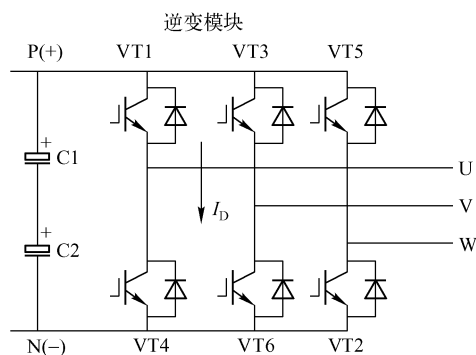 逆变模块
P(+) VT1 VT3 VT5
+
C1
U
I_D
V
+
C2
W
N(−) VT4 VT6 VT2